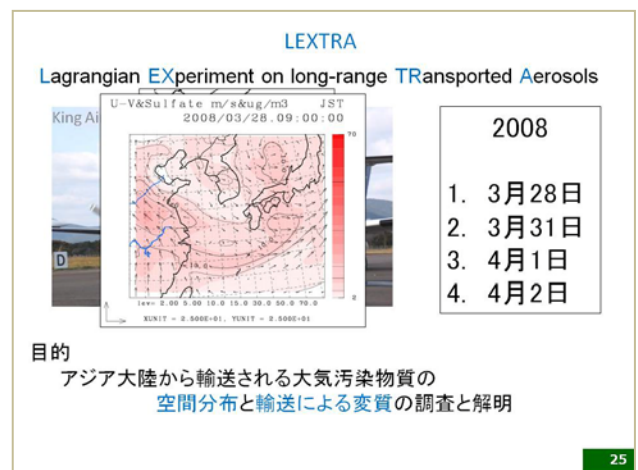 LEXTRA
Lagrangian EXperiment on long-range TRansported Aerosols
King Ai
U-V&Sulfate m/s&ug/m3 JST
2008/03/28.09:00:00
70
2
D
lev= 2.00 5.00 10.0 15.0 30.0 50.0 70.0
XUNIT = 2.500E+01, YUNIT = 2.500E+01
2008
1. 3月28日
2. 3月31日
3. 4月1日
4. 4月2日
目的
アジア大陸から輸送される大気汚染物質の
空間分布と輸送による変質の調査と解明
25